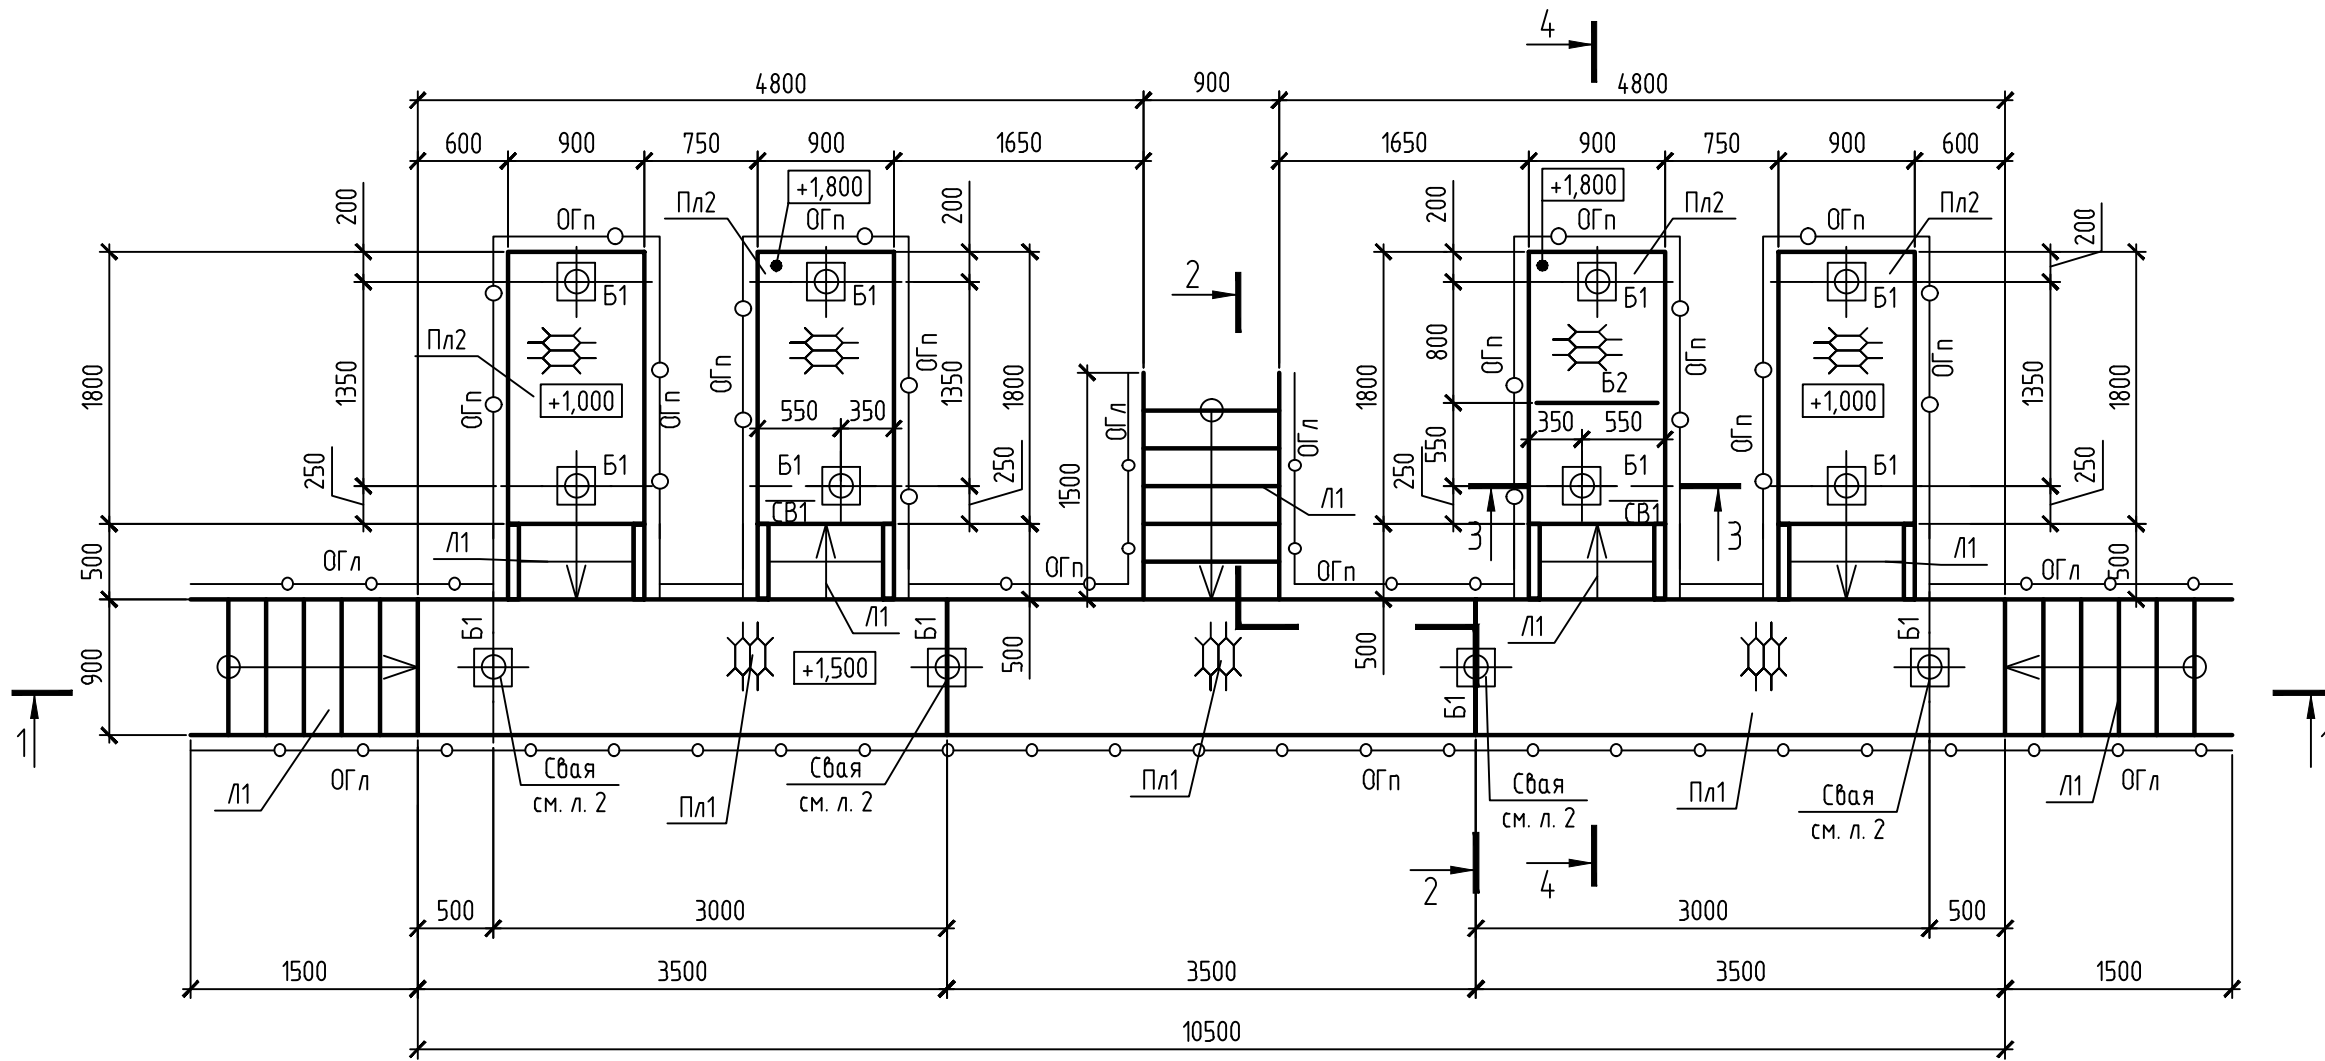 4
4800 900 4800
600 900 750 900 1650 1650 900 750 900 600
+1,800 +1,800
200 Пл2 200 200 Пл2 Пл2 200
ОГп ОГп ОГп ОГп
2
Б1 Б1 Б1 Б1
Пл2
1800 1350 ОГп ОГп ОГп ОГп 1350 1800 1800 800 ОГп ОГп ОГп ОГп 1350 1800
Б2
+1,000 +1,000
550 350 350 550
ОГл ОГл
250 Б1 Б1 250 1500 250 550 Б1 Б1 250
Л1
СВ1 СВ1
3 3
500 ОГл Л1 ОГп ОГп Л1 ОГл 500
Б1 Л1 Б1 Л1 Б1
900 +1,500 500 500
Б1
1 1
ОГл Свая Свая Пл1 ОГп Свая Пл1 Свая ОГл
Л1 см. л. 2 Пл1 см. л. 2 см. л. 2 см. л. 2 Л1
2 4
500 3000 3000 500
1500 3500 3500 3500 1500
10500